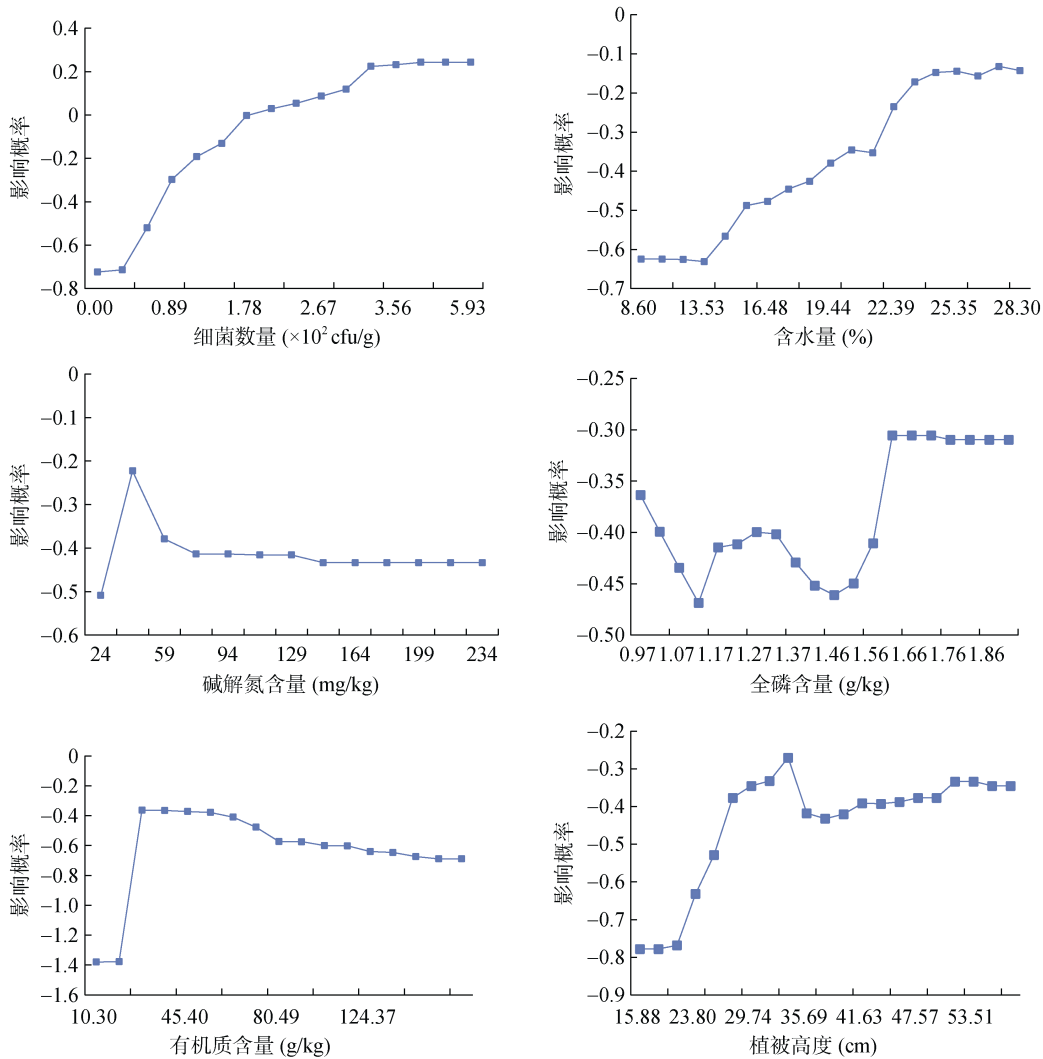 0.4
0.2
0
–0.2
–0.4
–0.6
–0.8
影响概率
0.00 0.89 1.78 2.67 3.56 5.93
细菌数量 (×10² cfu/g)
0
–0.1
–0.2
–0.3
–0.4
–0.5
–0.6
–0.7
影响概率
8.60 13.53 16.48 19.44 22.39 25.35 28.30
含水量 (%)
0
–0.1
–0.2
–0.3
–0.4
–0.5
–0.6
影响概率
24 59 94 129 164 199 234
碱解氮含量 (mg/kg)
–0.25
–0.30
–0.35
–0.40
–0.45
–0.50
影响概率
0.97 1.07 1.17 1.27 1.37 1.46 1.56 1.66 1.76 1.86
全磷含量 (g/kg)
0
–0.2
–0.4
–0.6
–0.8
–1.0
–1.2
–1.4
–1.6
影响概率
10.30 45.40 80.49 124.37
有机质含量 (g/kg)
–0.2
–0.3
–0.4
–0.5
–0.6
–0.7
–0.8
–0.9
影响概率
15.88 23.80 29.74 35.69 41.63 47.57 53.51
植被高度 (cm)